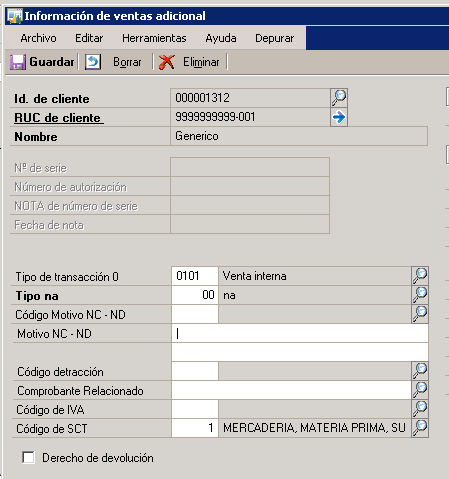 Información de ventas adicional
Archivo Editar Herramientas Ayuda Depurar
Guardar Borrar Eliminar
Id. de cliente 000001312
RUC de cliente 9999999999-001
Nombre Generico
Nº de serie
Número de autorización
NOTA de número de serie
Fecha de nota
Tipo de transacción 0 0101 Venta interna
Tipo na 00 na
Código Motivo NC - ND
Motivo NC - ND
Código detracción
Comprobante Relacionado
Código de IVA
Código de SCT 1 MERCADERIA, MATERIA PRIMA, SU
Derecho de devolución